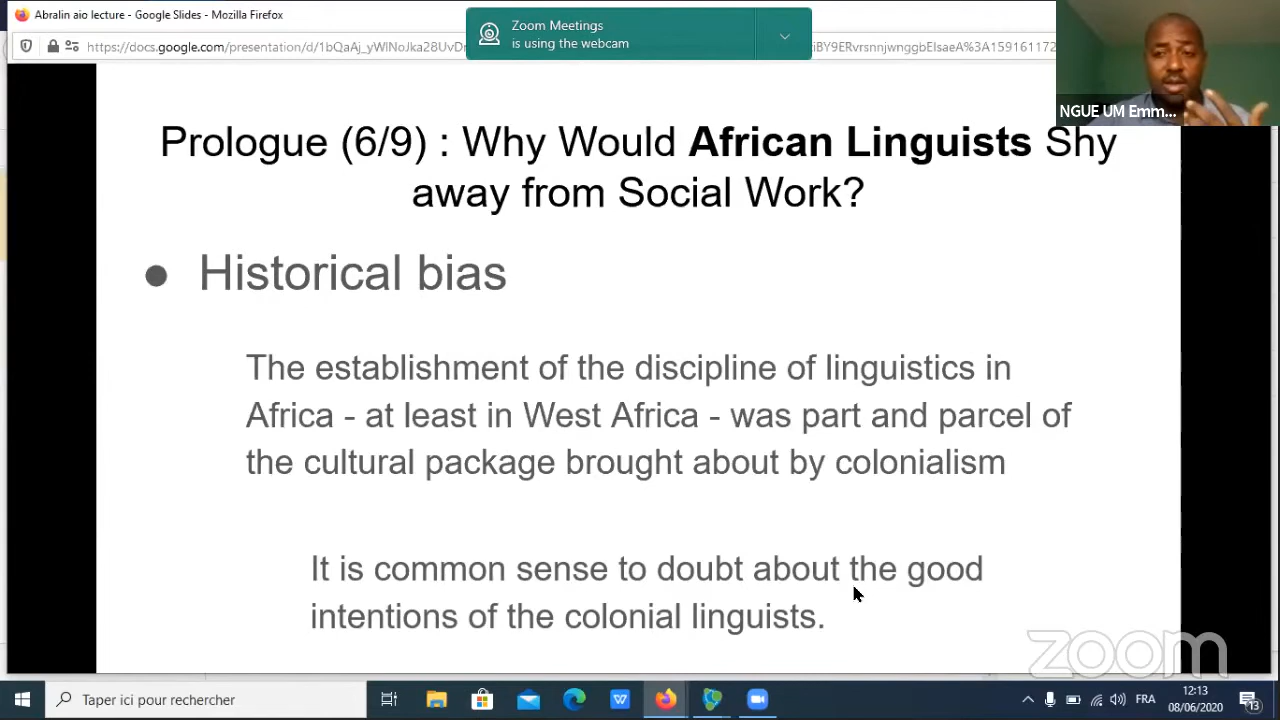 Abralin aio lecture - Google Slides - Mozilla Firefox
Zoom Meetings
is using the webcam
NGUE UM Emm...
Prologue (6/9) : Why Would African Linguists Shy
away from Social Work?
● Historical bias
The establishment of the discipline of linguistics in
Africa - at least in West Africa - was part and parcel of
the cultural package brought about by colonialism
It is common sense to doubt about the good
intentions of the colonial linguists.
zoom
Taper ici pour rechercher
FRA
12:13
08/06/2020
13